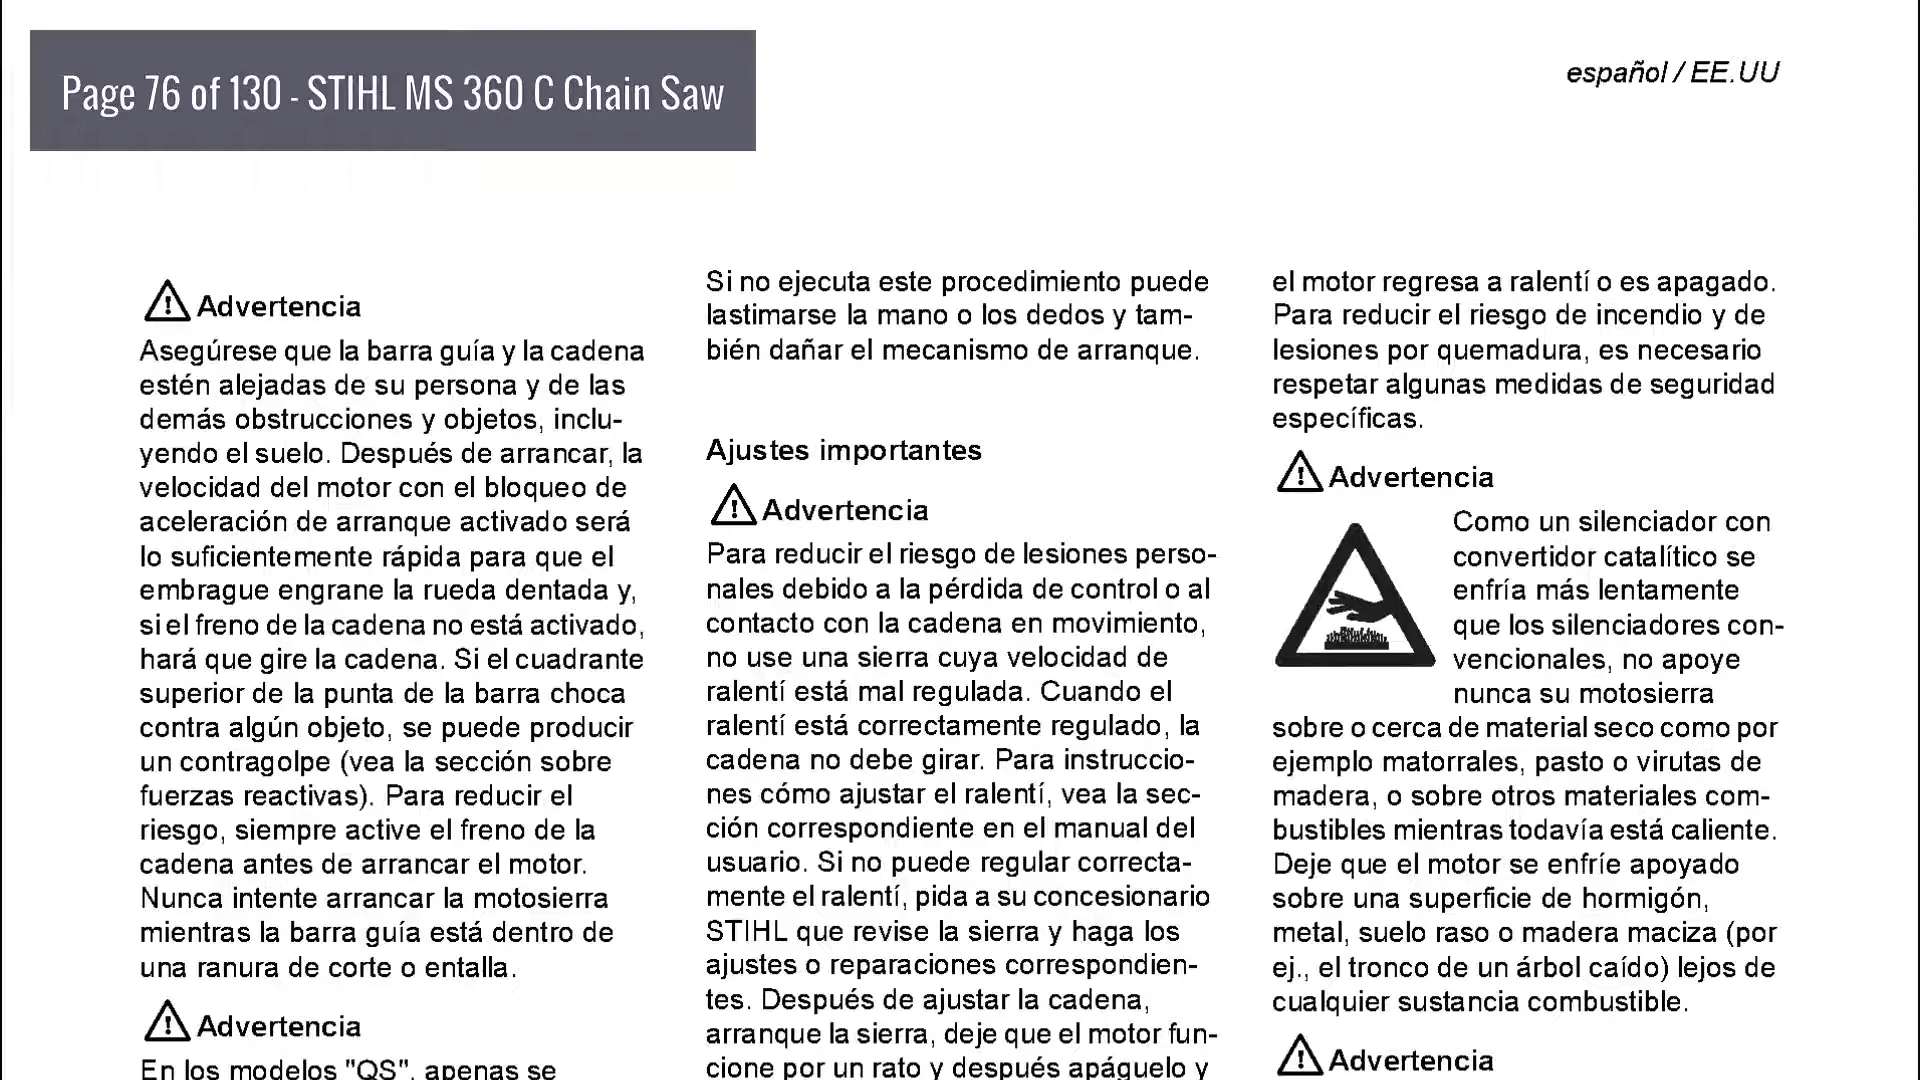 Page 76 of 130 - STIHL MS 360 C Chain Saw
español / EE.UU
Advertencia
Asegúrese que la barra guía y la cadena
estén alejadas de su persona y de las
demás obstrucciones y objetos, inclu-
yendo el suelo. Después de arrancar, la
velocidad del motor con el bloqueo de
aceleración de arranque activado será
lo suficientemente rápida para que el
embrague engrane la rueda dentada y,
si el freno de la cadena no está activado,
hará que gire la cadena. Si el cuadrante
superior de la punta de la barra choca
contra algún objeto, se puede producir
un contragolpe (vea la sección sobre
fuerzas reactivas). Para reducir el
riesgo, siempre active el freno de la
cadena antes de arrancar el motor.
Nunca intente arrancar la motosierra
mientras la barra guía está dentro de
una ranura de corte o entalla.
Advertencia
En los modelos "QS", apenas se
Si no ejecuta este procedimiento puede
lastimarse la mano o los dedos y tam-
bién dañar el mecanismo de arranque.
Ajustes importantes
Advertencia
Para reducir el riesgo de lesiones perso-
nales debido a la pérdida de control o al
contacto con la cadena en movimiento,
no use una sierra cuya velocidad de
ralentí está mal regulada. Cuando el
ralentí está correctamente regulado, la
cadena no debe girar. Para instruccio-
nes cómo ajustar el ralentí, vea la sec-
ción correspondiente en el manual del
usuario. Si no puede regular correcta-
mente el ralentí, pida a su concesionario
STIHL que revise la sierra y haga los
ajustes o reparaciones correspondien-
tes. Después de ajustar la cadena,
arranque la sierra, deje que el motor fun-
cione por un rato y después apáguelo y
el motor regresa a ralentí o es apagado.
Para reducir el riesgo de incendio y de
lesiones por quemadura, es necesario
respetar algunas medidas de seguridad
específicas.
Advertencia
Como un silenciador con
convertidor catalítico se
enfría más lentamente
que los silenciadores con-
vencionales, no apoye
nunca su motosierra
sobre o cerca de material seco como por
ejemplo matorrales, pasto o virutas de
madera, o sobre otros materiales com-
bustibles mientras todavía está caliente.
Deje que el motor se enfríe apoyado
sobre una superficie de hormigón,
metal, suelo raso o madera maciza (por
ej., el tronco de un árbol caído) lejos de
cualquier sustancia combustible.
Advertencia